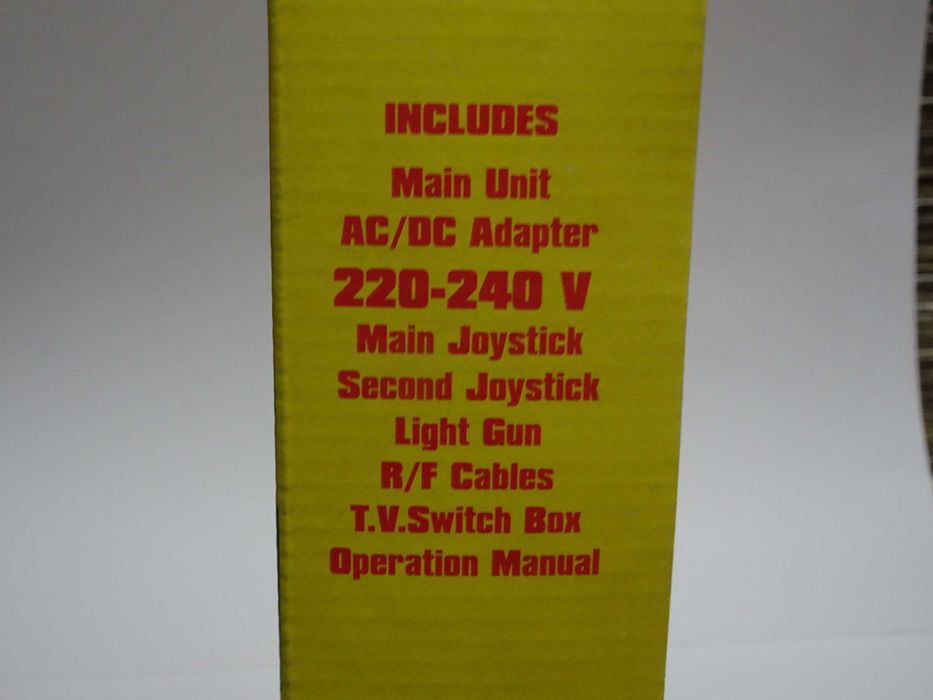 INCLUDES
Main Unit
AC/DC Adapter
220-240 V
Main Joystick
Second Joystick
Light Gun
R/F Cables
T.V.Switch Box
Operation Manual